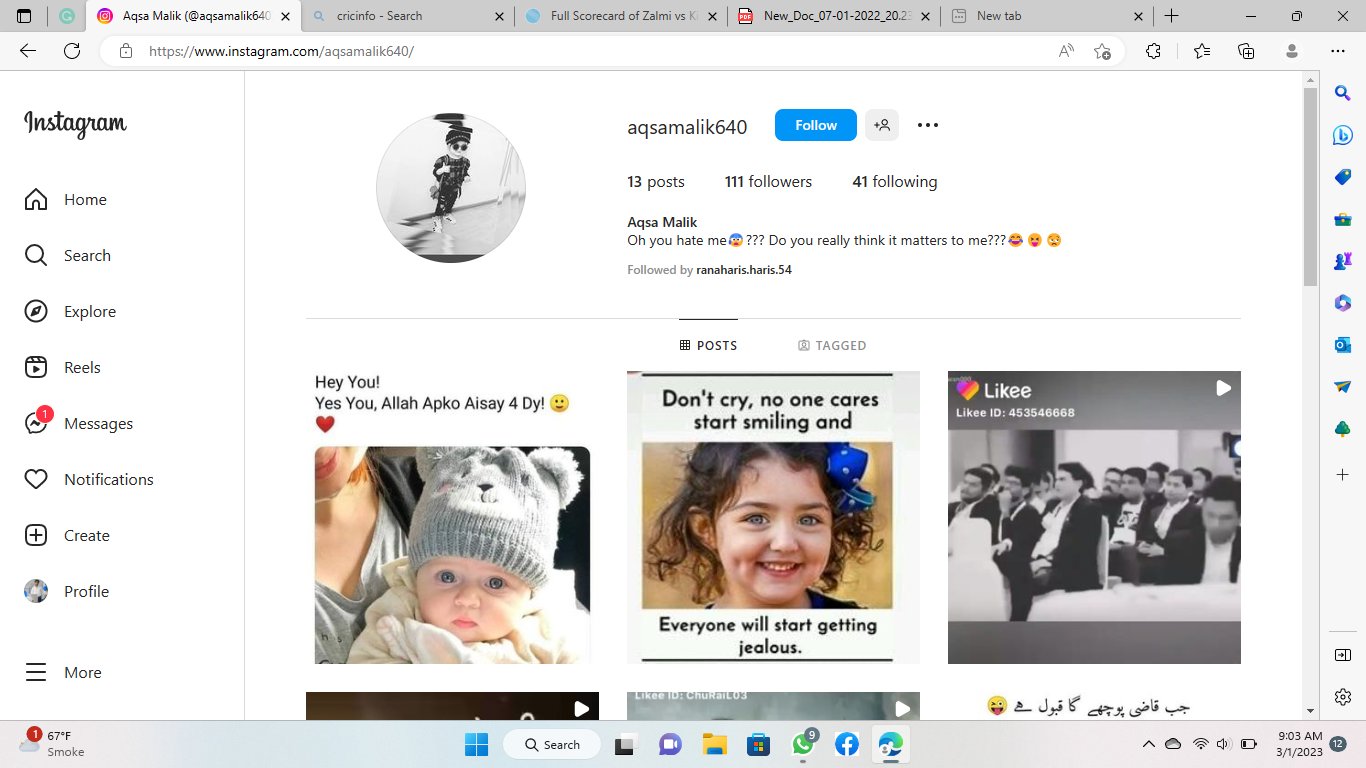 Aqsa Malik (@aqsamalik640
cricinfo - Search
Full Scorecard of Zalmi vs K
New_Doc_07-01-2022_20.23
New tab
https://www.instagram.com/aqsamalik640/
Instagram
Home
Search
Explore
Reels
1
Messages
Notifications
Create
Profile
More
aqsamalik640
Follow
13 posts
111 followers
41 following
Aqsa Malik
Oh you hate me😰??? Do you really think it matters to me???😂😝😒
Followed by ranaharis.haris.54
POSTS
TAGGED
Hey You!
Yes You, Allah Apko Aisay 4 Dy! 🙂
❤️
Don't cry, no one cares
start smiling and
Everyone will start getting
jealous.
Likee
Likee ID: 453546668
Likee ID: ChuRaiL03
جب قاضی پوچھے گا قبول ہے 😜
1
67°F
Smoke
Search
9
9:03 AM
3/1/2023
12